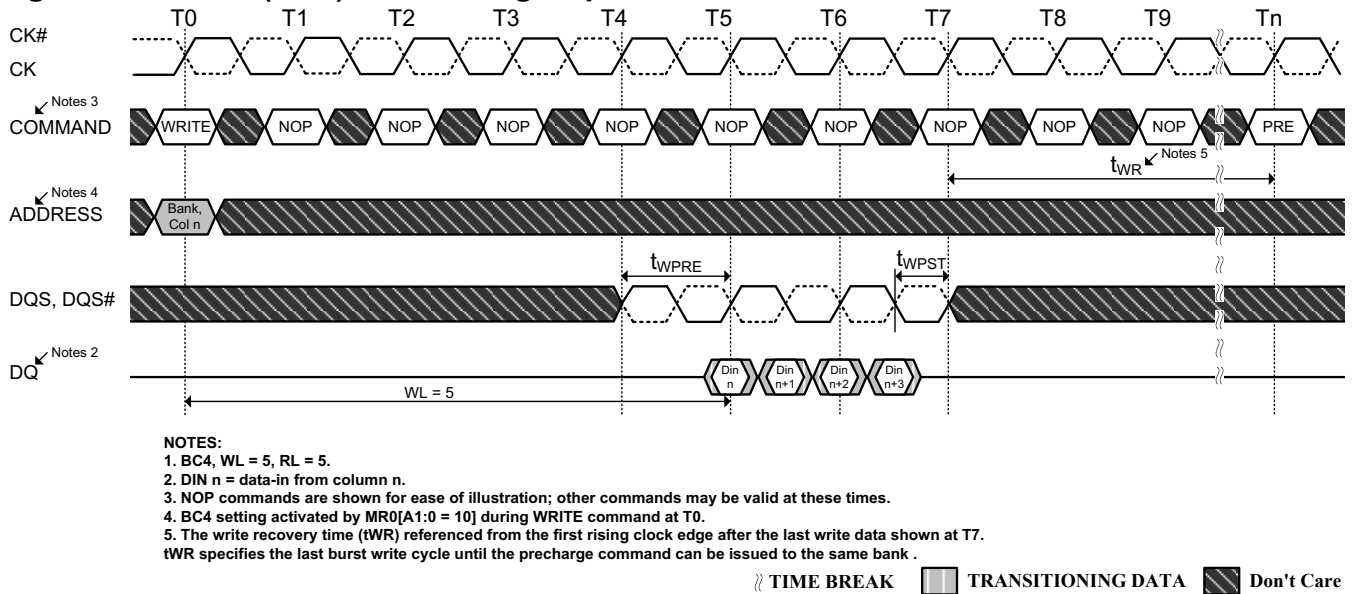 T0 T1 T2 T3 T4 T5 T6 T7 T8 T9 Tn
CK#
CK
Notes 3
COMMAND
WRITE NOP NOP NOP NOP NOP NOP NOP NOP NOP PRE
tWR Notes 5
Notes 4
ADDRESS
Bank,
Col n
tWPRE tWPST
DQS, DQS#
Notes 2
DQ
Din n Din n+1 Din n+2 Din n+3
WL = 5
NOTES:
1. BC4, WL = 5, RL = 5.
2. DIN n = data-in from column n.
3. NOP commands are shown for ease of illustration; other commands may be valid at these times.
4. BC4 setting activated by MR0[A1:0 = 10] during WRITE command at T0.
5. The write recovery time (tWR) referenced from the first rising clock edge after the last write data shown at T7.
tWR specifies the last burst write cycle until the precharge command can be issued to the same bank .
TIME BREAK TRANSITIONING DATA Don't Care